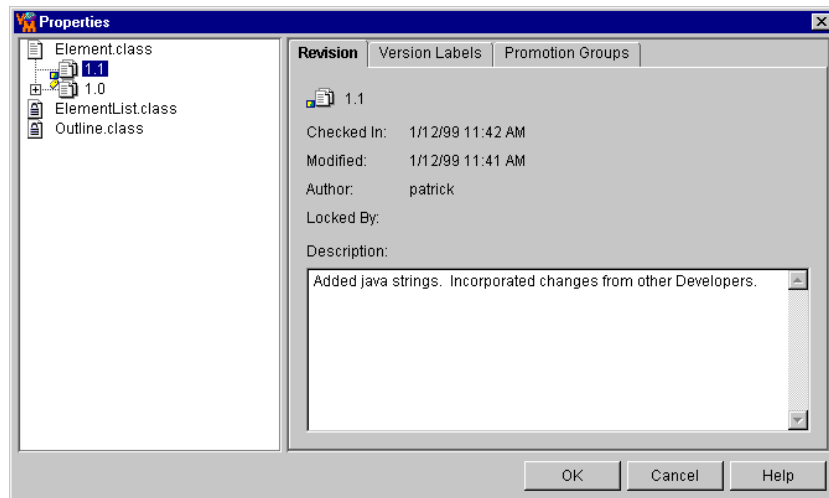 Properties
Element.class
1.1
1.0
ElementList.class
Outline.class
Revision Version Labels Promotion Groups
1.1
Checked In: 1/12/99 11:42 AM
Modified: 1/12/99 11:41 AM
Author: patrick
Locked By:
Description:
Added java strings. Incorporated changes from other Developers.
OK Cancel Help